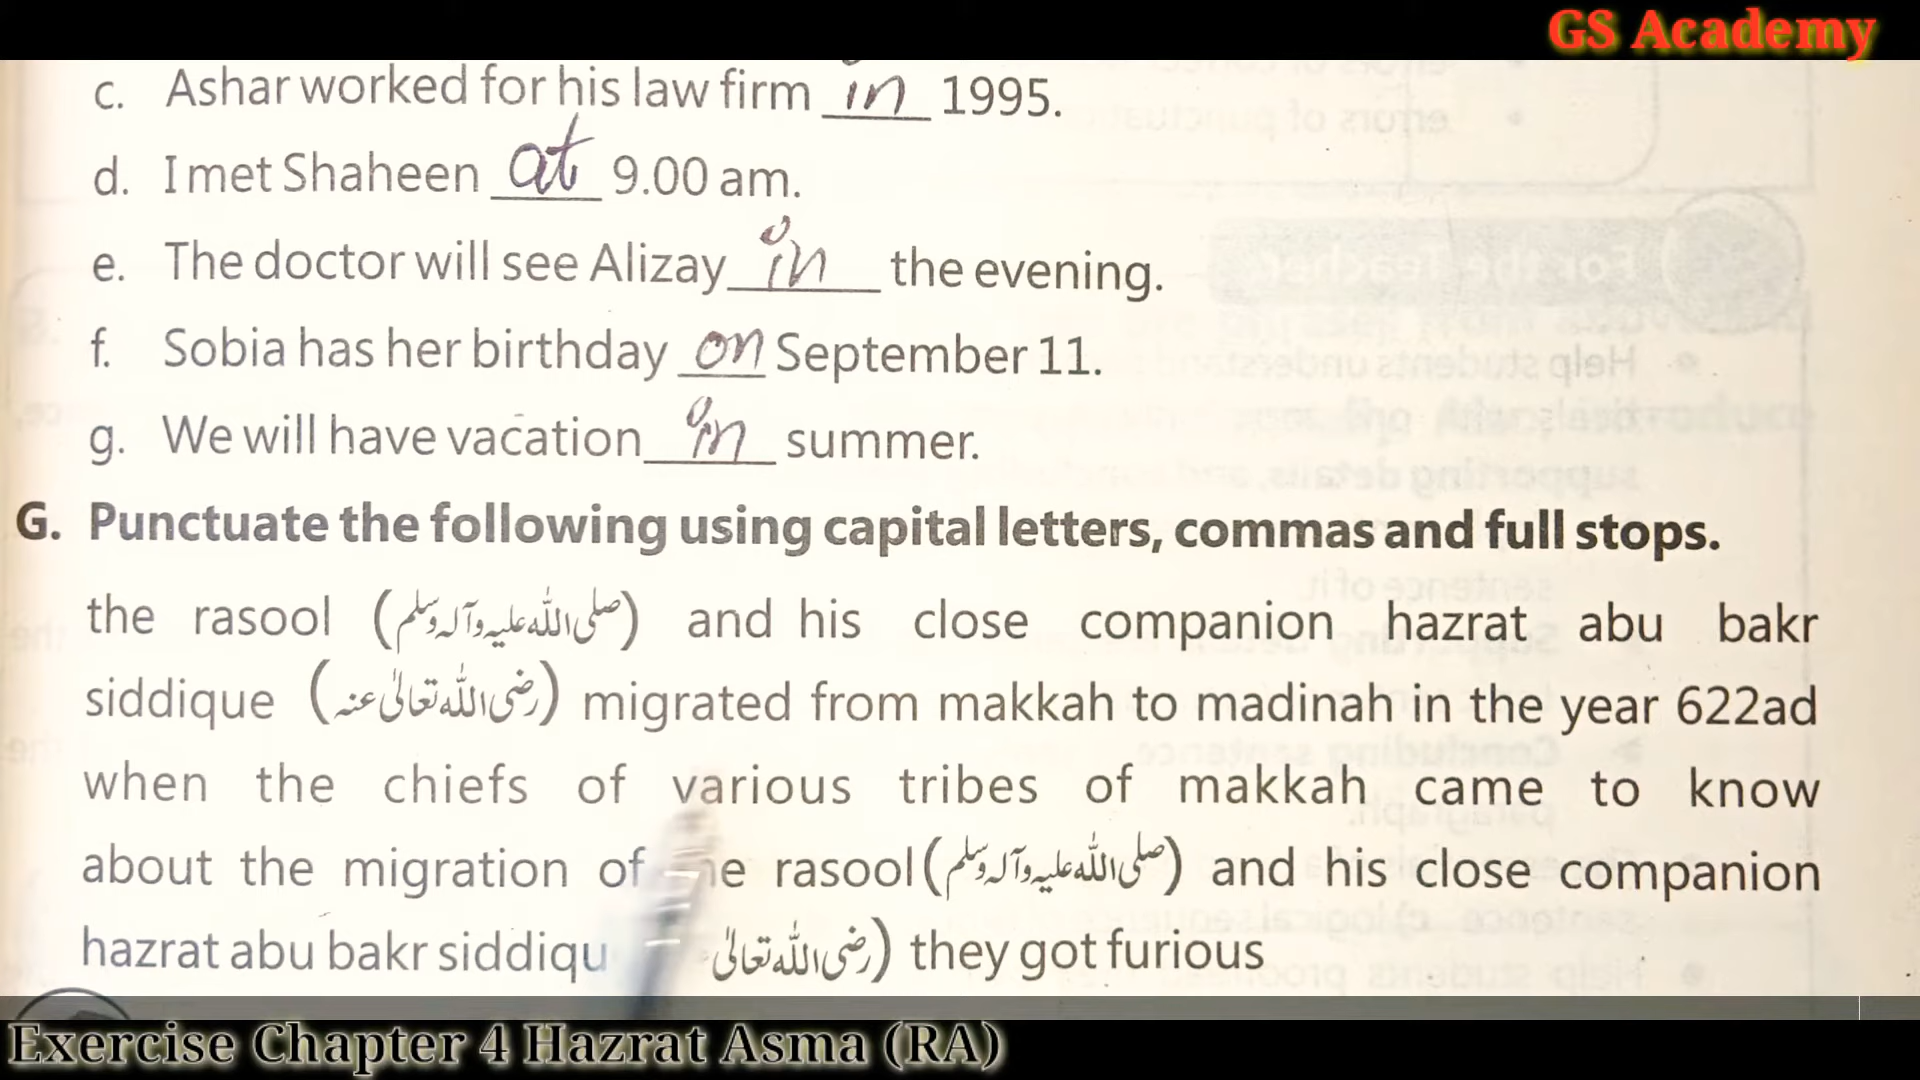 GS Academy
c. Ashar worked for his law firm in 1995.
d. I met Shaheen at 9.00 am.
e. The doctor will see Alizay in the evening.
f. Sobia has her birthday on September 11.
g. We will have vacation in summer.
G. Punctuate the following using capital letters, commas and full stops.
the rasool (صلی اللہ علیہ وآلہ وسلم) and his close companion hazrat abu bakr
siddique (رضی اللہ تعالیٰ عنہ) migrated from makkah to madinah in the year 622ad
when the chiefs of various tribes of makkah came to know
about the migration of rasool (صلی اللہ علیہ وآلہ وسلم) and his close companion
hazrat abu bakr siddiqu رضی اللہ تعالیٰ) they got furious
Exercise Chapter 4 Hazrat Asma (RA)